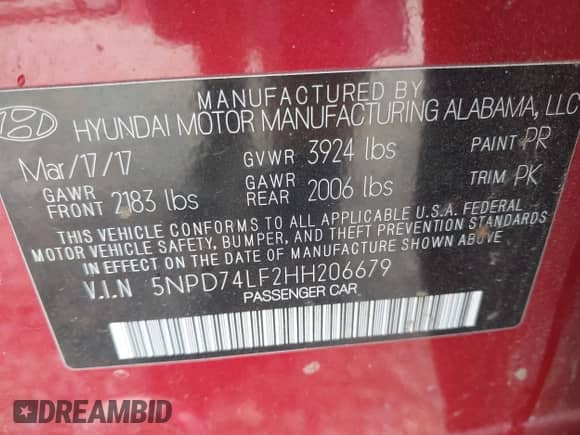 MANUFACTURED BY
HYUNDAI MOTOR MANUFACTURING ALABAMA, LLC
Mar/17/17 GVWR 3924 lbs PAINT PR
GAWR FRONT 2183 lbs GAWR REAR 2006 lbs TRIM PK
THIS VEHICLE CONFORMS TO ALL APPLICABLE U.S.A. FEDERAL
MOTOR VEHICLE SAFETY, BUMPER, AND THEFT PREVENTION STANDARDS
IN EFFECT ON THE DATE OF MANUFACTURE SHOWN ABOVE
V.I.N 5NPD74LF2HH206679
PASSENGER CAR
DREAMBID